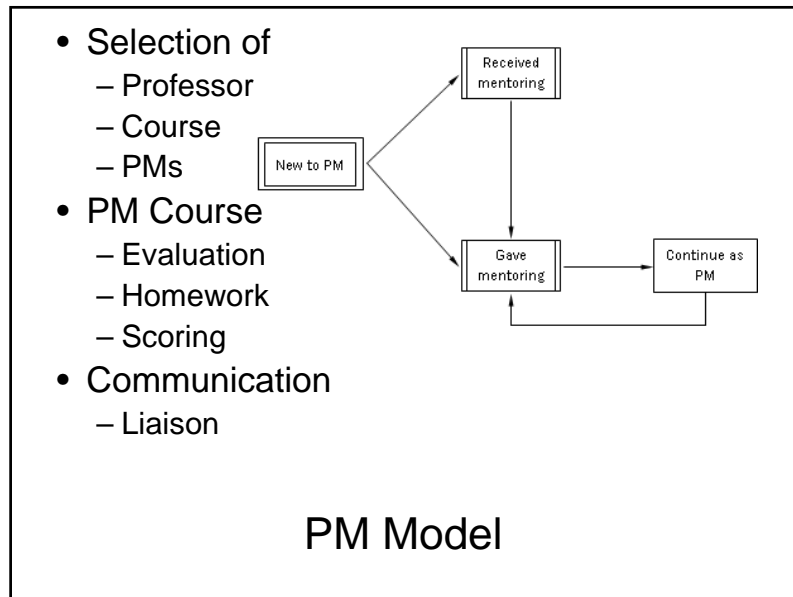 • Selection of
– Professor
– Course
– PMs
• PM Course
– Evaluation
– Homework
– Scoring
• Communication
– Liaison
Received
mentoring
New to PM
Gave
mentoring
Continue as
PM
PM Model